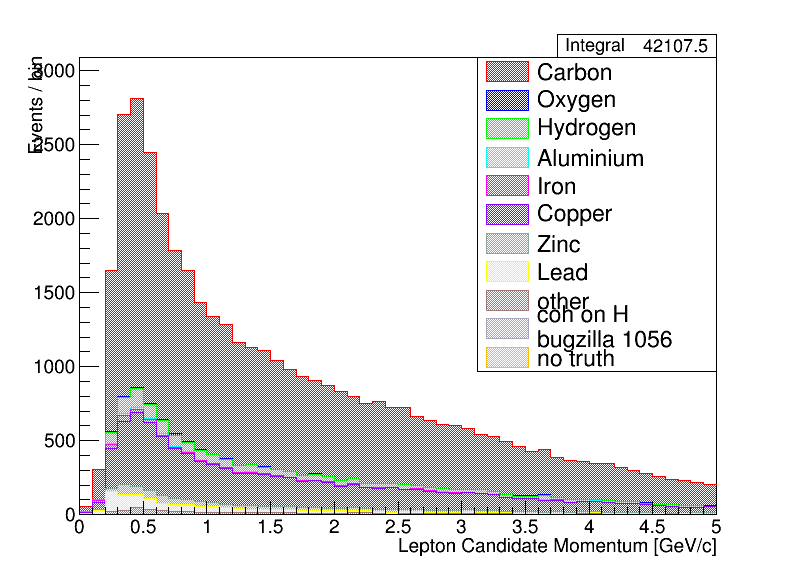 Integral 42107.5
Events / bin
3000
2500
2000
1500
1000
500
0
Carbon
Oxygen
Hydrogen
Aluminium
Iron
Copper
Zinc
Lead
other
coh on H
bugzilla 1056
no truth
0 0.5 1 1.5 2 2.5 3 3.5 4 4.5 5
Lepton Candidate Momentum [GeV/c]